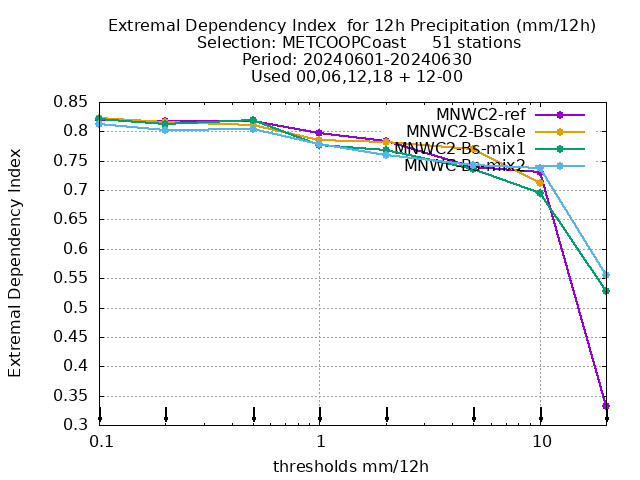 Extremal Dependency Index  for 12h Precipitation (mm/12h)
Selection: METCOOPCoast     51 stations
Period: 20240601-20240630
Used 00,06,12,18 + 12-00
MNWC2-ref
MNWC2-Bscale
MNWC2-Bs-mix1
MNWC-Bs-mix2
Extremal Dependency Index
0.85
0.8
0.75
0.7
0.65
0.6
0.55
0.5
0.45
0.4
0.35
0.3
0.1
1
10
thresholds mm/12h